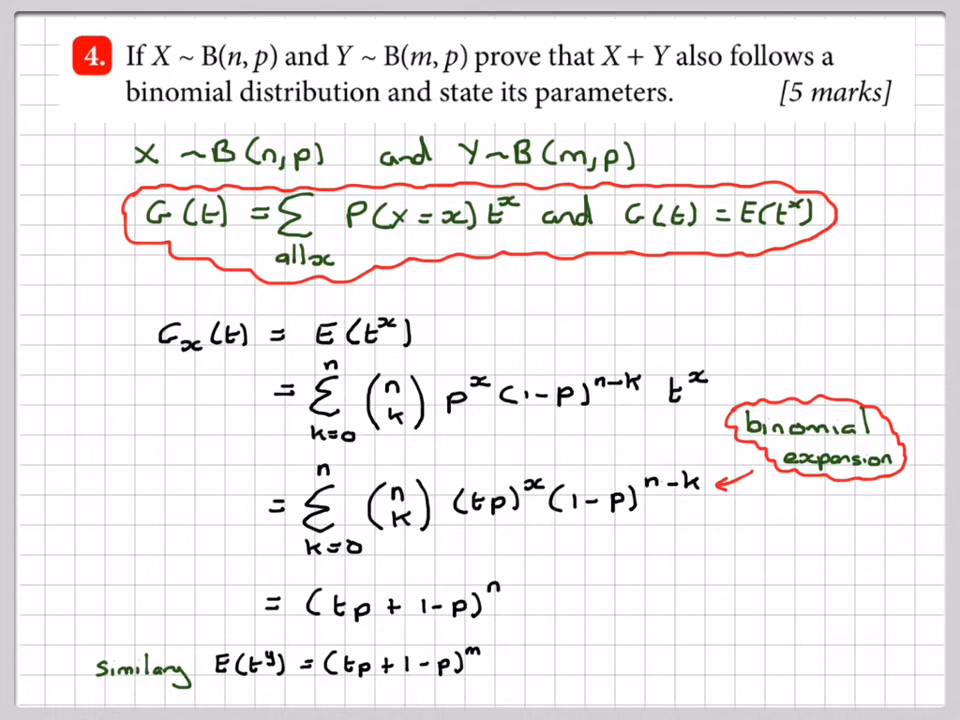 4. If X ~ B(n, p) and Y ~ B(m, p) prove that X + Y also follows a
binomial distribution and state its parameters. [5 marks]
X ~ B(n,p) and Y ~ B(m,p)
G(t) = ∑ P(X = x) t^x and G(t) = E(t^x)
all x
G_x(t) = E(t^x)
= ∑_{k=0}^{n} (n k) p^x (1-p)^{n-k} t^x
binomial
expansion
= ∑_{k=0}^{n} (n k) (tp)^x (1-p)^{n-k}
= (tp + 1-p)^n
Similary E(t^y) = (tp + 1-p)^m